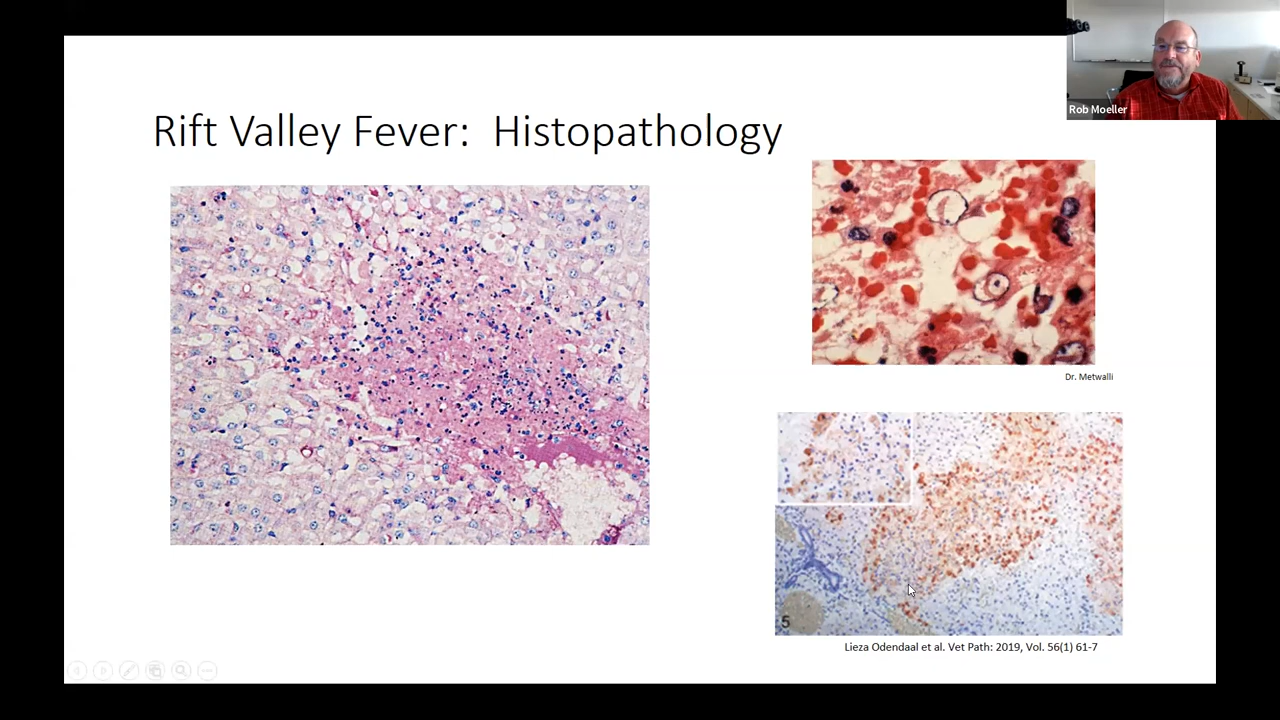 Rob Moeller
Rift Valley Fever: Histopathology
Dr. Metwalli
5
Lieza Odendaal et al. Vet Path: 2019, Vol. 56(1) 61-7